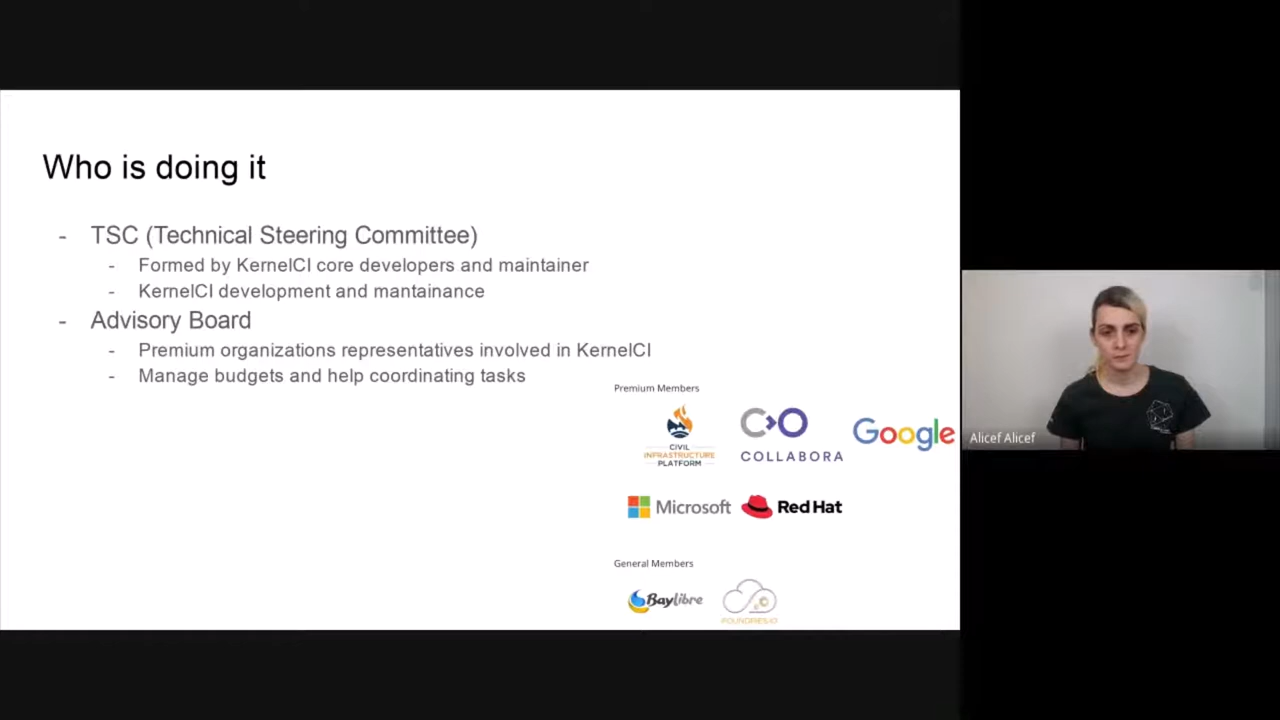 Who is doing it
- TSC (Technical Steering Committee)
- Formed by KernelCI core developers and maintainer
- KernelCI development and mantainance
- Advisory Board
- Premium organizations representatives involved in KernelCI
- Manage budgets and help coordinating tasks
Premium Members
CIVIL
INFRASTRUCTURE
PLATFORM
COLLABORA
Google
Microsoft
Red Hat
General Members
Baylibre
FOUNDRIES.IO
Alicef Alicef